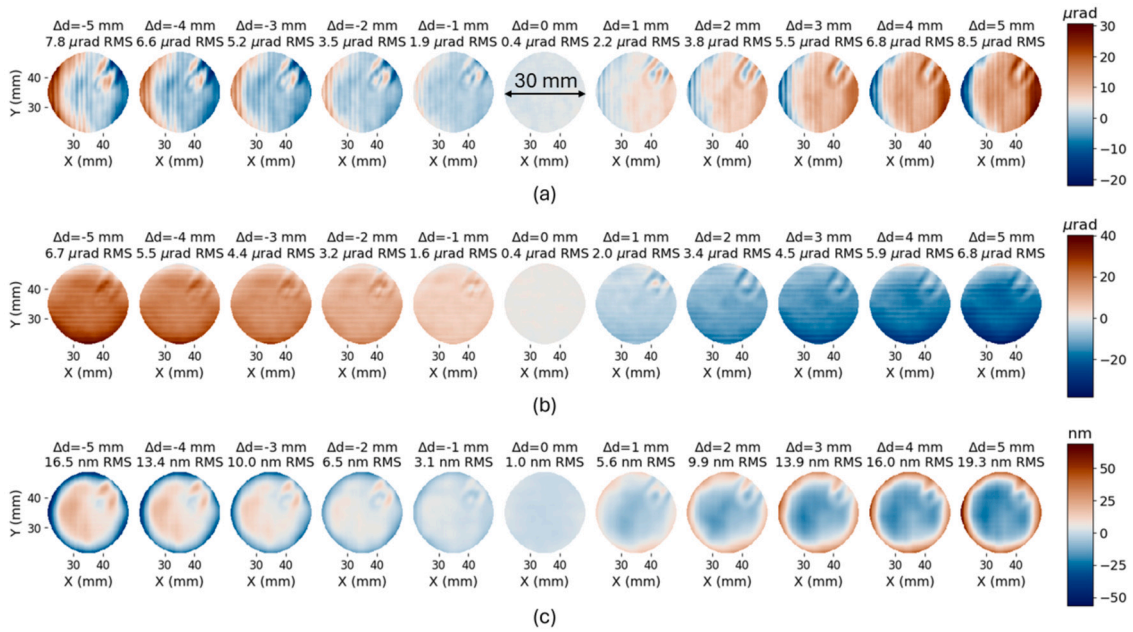 Δd=-5 mm Δd=-4 mm Δd=-3 mm Δd=-2 mm Δd=-1 mm Δd=0 mm Δd=1 mm Δd=2 mm Δd=3 mm Δd=4 mm Δd=5 mm μrad
7.8 μrad RMS 6.6 μrad RMS 5.2 μrad RMS 3.5 μrad RMS 1.9 μrad RMS 0.4 μrad RMS 2.2 μrad RMS 3.8 μrad RMS 5.5 μrad RMS 6.8 μrad RMS 8.5 μrad RMS
30
20
10
0
−10
−20
Y (mm)
40
30
30 mm
30 40 30 40 30 40 30 40 30 40 30 40 30 40 30 40 30 40 30 40 30 40
X (mm) X (mm) X (mm) X (mm) X (mm) X (mm) X (mm) X (mm) X (mm) X (mm) X (mm)
(a)
Δd=-5 mm Δd=-4 mm Δd=-3 mm Δd=-2 mm Δd=-1 mm Δd=0 mm Δd=1 mm Δd=2 mm Δd=3 mm Δd=4 mm Δd=5 mm μrad
6.7 μrad RMS 5.5 μrad RMS 4.4 μrad RMS 3.2 μrad RMS 1.6 μrad RMS 0.4 μrad RMS 2.0 μrad RMS 3.4 μrad RMS 4.5 μrad RMS 5.9 μrad RMS 6.8 μrad RMS
40
20
0
−20
Y (mm)
40
30
30 40 30 40 30 40 30 40 30 40 30 40 30 40 30 40 30 40 30 40 30 40
X (mm) X (mm) X (mm) X (mm) X (mm) X (mm) X (mm) X (mm) X (mm) X (mm) X (mm)
(b)
Δd=-5 mm Δd=-4 mm Δd=-3 mm Δd=-2 mm Δd=-1 mm Δd=0 mm Δd=1 mm Δd=2 mm Δd=3 mm Δd=4 mm Δd=5 mm nm
16.5 nm RMS 13.4 nm RMS 10.0 nm RMS 6.5 nm RMS 3.1 nm RMS 1.0 nm RMS 5.6 nm RMS 9.9 nm RMS 13.9 nm RMS 16.0 nm RMS 19.3 nm RMS
50
25
0
−25
−50
Y (mm)
40
30
30 40 30 40 30 40 30 40 30 40 30 40 30 40 30 40 30 40 30 40 30 40
X (mm) X (mm) X (mm) X (mm) X (mm) X (mm) X (mm) X (mm) X (mm) X (mm) X (mm)
(c)